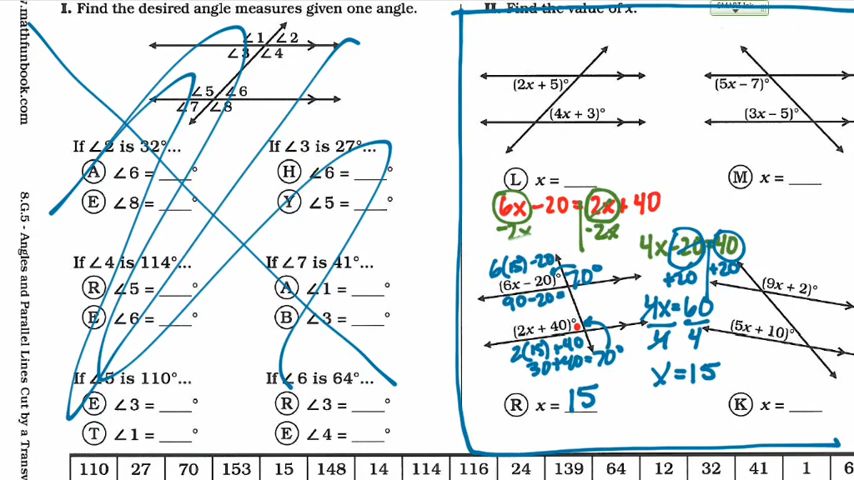 I. Find the desired angle measures given one angle.
II. Find the value of x.
www.mathfunbook.com
8.G.5 - Angles and Parallel Lines Cut by a Transv
∠1 ∠2
∠3 ∠4
∠5 ∠6
∠7 ∠8
If ∠2 is 32°...
A ∠6 = ___°
E ∠8 = ___°
If ∠3 is 27°...
H ∠6 = ___°
Y ∠5 = ___°
If ∠4 is 114°...
R ∠5 = ___°
E ∠6 = ___°
If ∠7 is 41°...
A ∠1 = ___°
B ∠3 = ___°
If ∠5 is 110°...
E ∠3 = ___°
T ∠1 = ___°
If ∠6 is 64°...
R ∠3 = ___°
E ∠4 = ___°
(2x + 5)°
(4x + 3)°
L x = ___
(5x - 7)°
(3x - 5)°
M x = ___
6x - 20 = 2x + 40
-2x -2x
4x - 20 = 40
+20 +20
4x = 60
4 4
x = 15
6(15) - 20
(6x - 20)° 70°
90 - 20 =
(2x + 40)°
2(15) + 40
30 + 40 = 70°
R x = 15
(9x + 2)°
(5x + 10)°
K x = ___
110 27 70 153 15 148 14 114 116 24 139 64 12 32 41 1 6